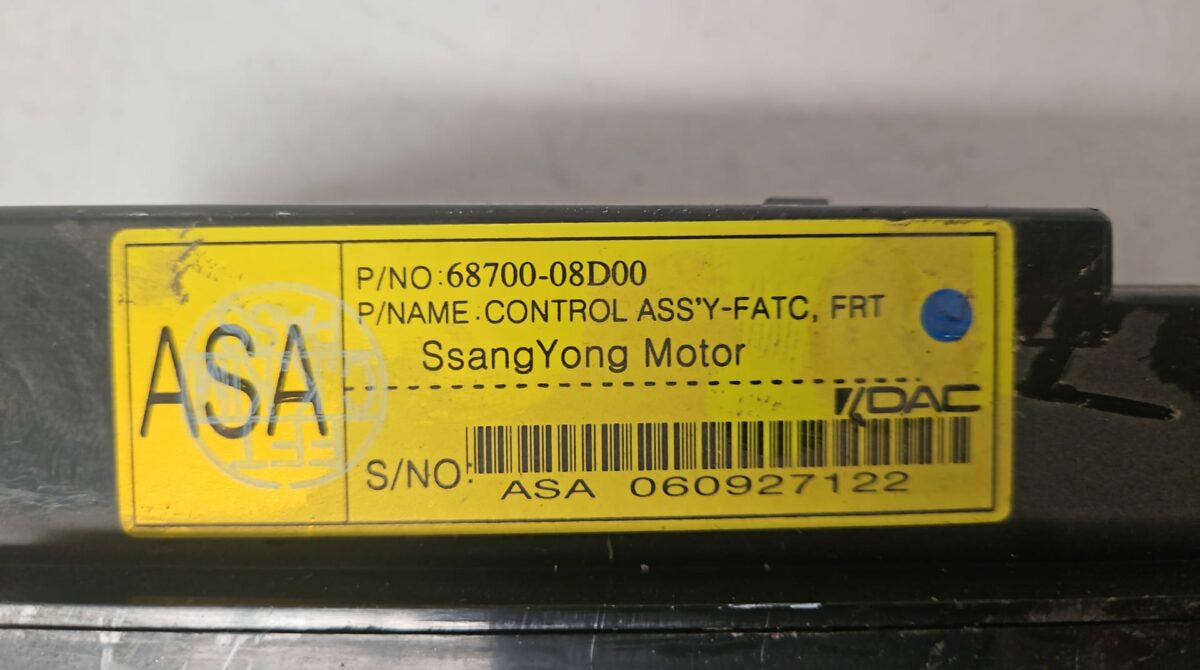 ASA
P/NO:68700-08D00
P/NAME:CONTROL ASS'Y-FATC, FRT
SsangYong Motor
DAC
S/NO:
ASA 060927122